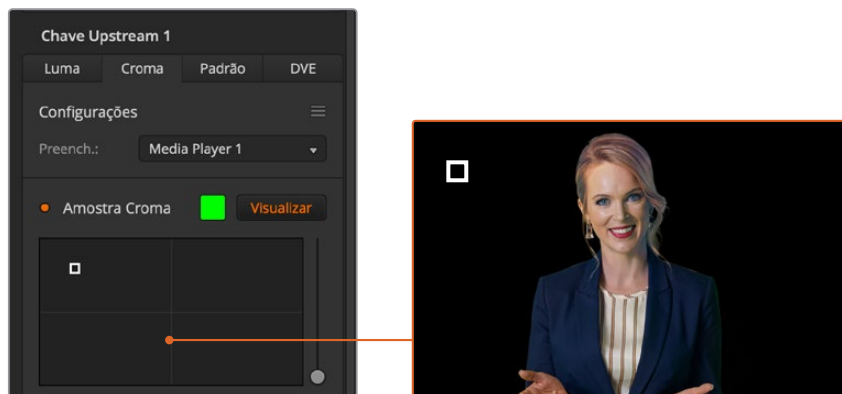 Chave Upstream 1
Luma Croma Padrão DVE
Configurações
Preench.: Media Player 1
Amostra Croma Visualizar